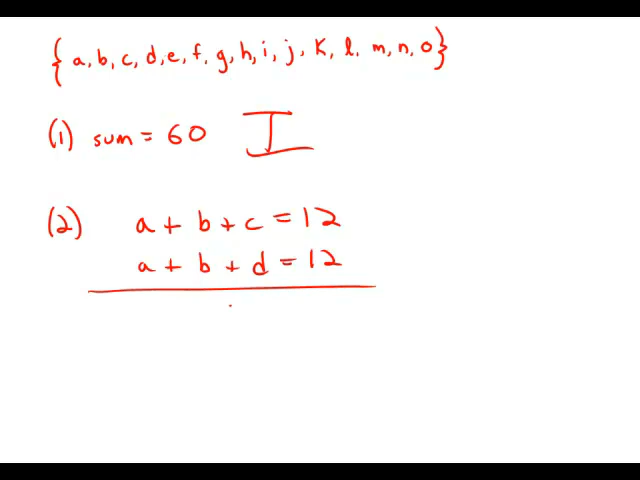 {a, b, c, d, e, f, g, h, i, j, k, l, m, n, o}
(1) sum = 60 I
(2) a + b + c = 12
a + b + d = 12